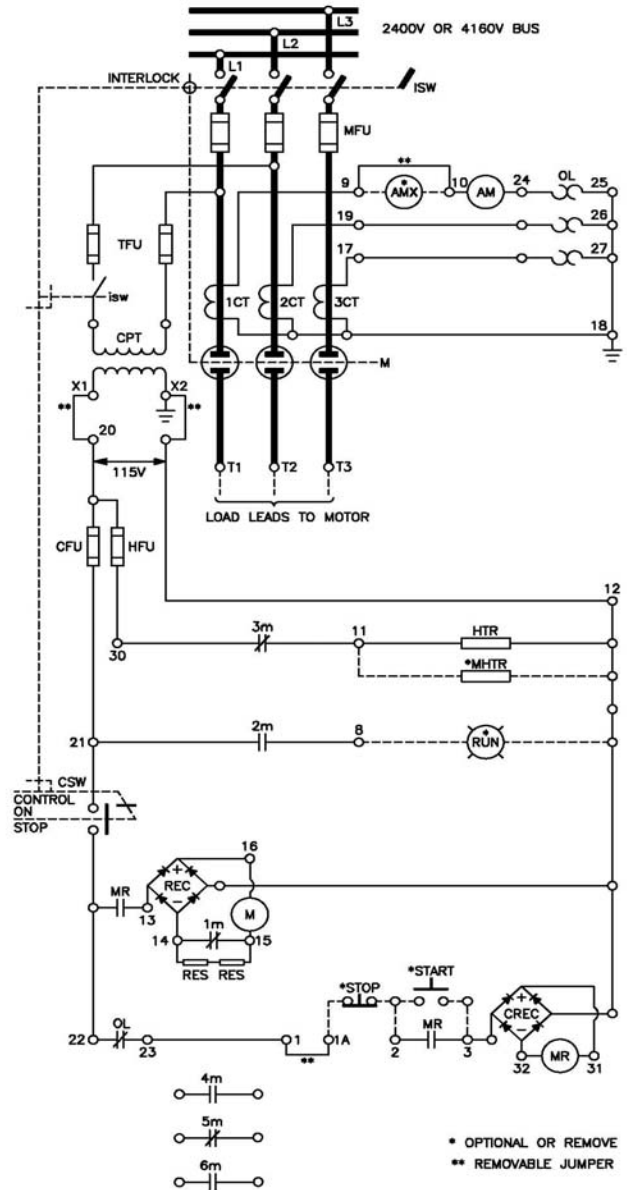 L3
2400V OR 4160V BUS
L2
L1
INTERLOCK
ISW
MFU
**
9
*
AMX
10
AM
24
OL
25
19
26
TFU
17
27
isw
1CT
2CT
3CT
18
CPT
M
X1
X2
**
**
20
115V
T1
T2
T3
LOAD LEADS TO MOTOR
CFU
HFU
12
3m
11
HTR
30
*MHTR
2m
8
*
RUN
21
CSW
CONTROL
ON
STOP
16
MR
+
REC
–
13
M
1m
14
15
RES
RES
*STOP
*START
OL
MR
+
CREC
–
22
23
1
1A
2
3
32
MR
31
**
4m
5m
6m
* OPTIONAL OR REMOVE
** REMOVABLE JUMPER